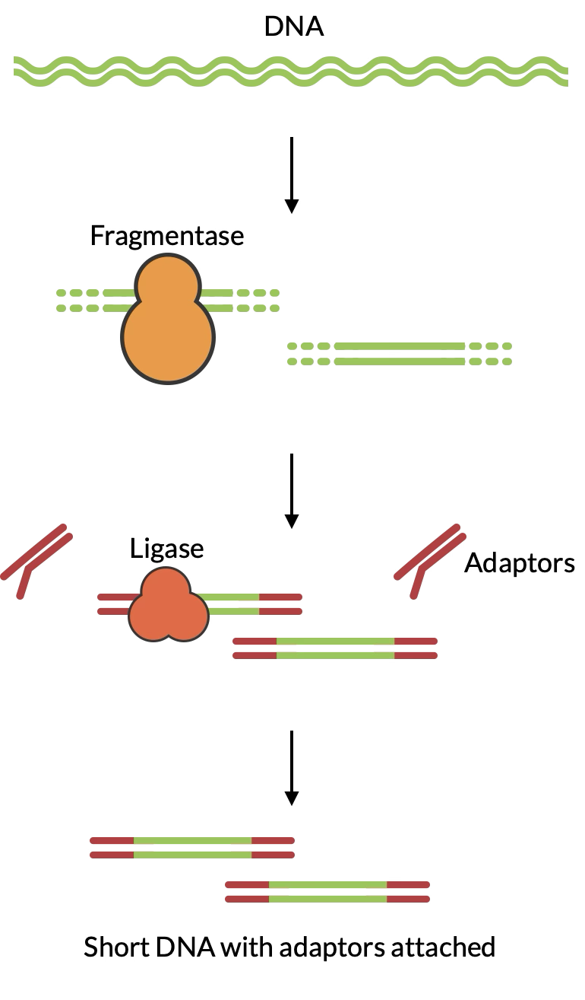 DNA
Fragmentase
Ligase
Adaptors
Short DNA with adaptors attached